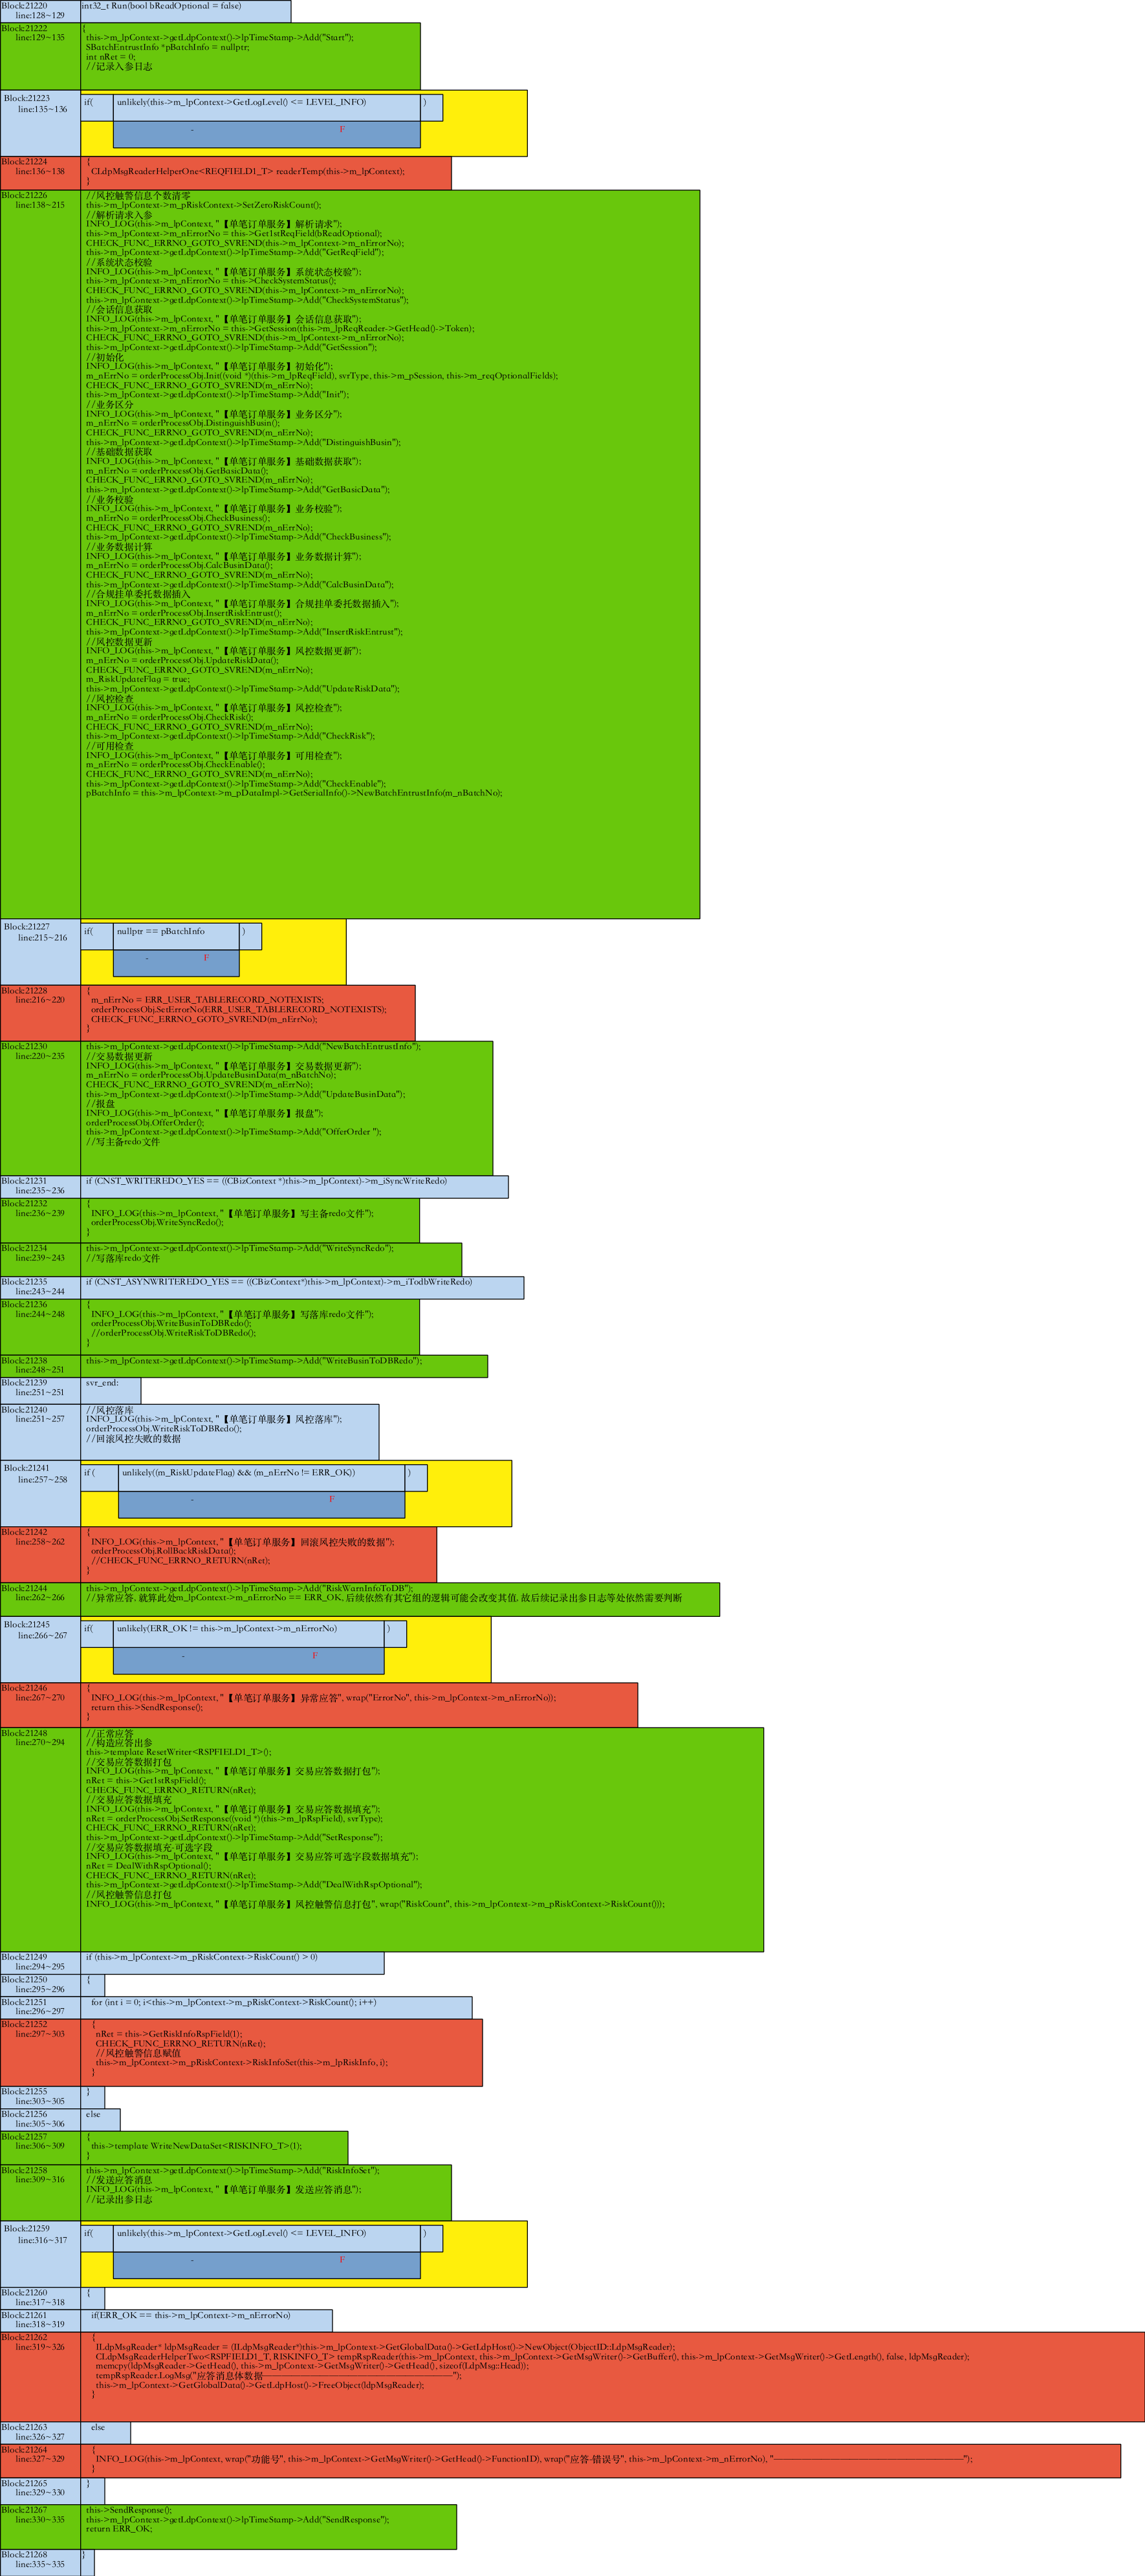 Block:21220 int32_t Run(bool bReadOptional = false)
line:128~129
Block:21222 {
line:129~135 this->m_lpContext->getLdpContext()->lpTimeStamp->Add("Start");
SBatchEntrustInfo *pBatchInfo = nullptr;
int nRet = 0;
//记录入参日志
Block:21223 if( unlikely(this->m_lpContext->GetLogLevel() <= LEVEL_INFO) )
line:135~136
- F
Block:21224 {
line:136~138 CLdpMsgReaderHelperOne<REQFIELD1_T> readerTemp(this->m_lpContext);
}
Block:21226 //风控触警信息个数清零
line:138~215 this->m_lpContext->m_pRiskContext->SetZeroRiskCount();
//解析请求入参
INFO_LOG(this->m_lpContext, "【单笔订单服务】解析请求");
this->m_lpContext->m_nErrorNo = this->Get1stReqField(bReadOptional);
CHECK_FUNC_ERRNO_GOTO_SVREND(this->m_lpContext->m_nErrorNo);
this->m_lpContext->getLdpContext()->lpTimeStamp->Add("GetReqField");
//系统状态校验
INFO_LOG(this->m_lpContext, "【单笔订单服务】系统状态校验");
this->m_lpContext->m_nErrorNo = this->CheckSystemStatus();
CHECK_FUNC_ERRNO_GOTO_SVREND(this->m_lpContext->m_nErrorNo);
this->m_lpContext->getLdpContext()->lpTimeStamp->Add("CheckSystemStatus");
//会话信息获取
INFO_LOG(this->m_lpContext, "【单笔订单服务】会话信息获取");
this->m_lpContext->m_nErrorNo = this->GetSession(this->m_lpReqReader->GetHead()->Token);
CHECK_FUNC_ERRNO_GOTO_SVREND(this->m_lpContext->m_nErrorNo);
this->m_lpContext->getLdpContext()->lpTimeStamp->Add("GetSession");
//初始化
INFO_LOG(this->m_lpContext, "【单笔订单服务】初始化");
m_nErrNo = orderProcessObj.Init((void *)(this->m_lpReqField), svrType, this->m_pSession, this->m_reqOptionalFields);
CHECK_FUNC_ERRNO_GOTO_SVREND(m_nErrNo);
this->m_lpContext->getLdpContext()->lpTimeStamp->Add("Init");
//业务区分
INFO_LOG(this->m_lpContext, "【单笔订单服务】业务区分");
m_nErrNo = orderProcessObj.DistinguishBusin();
CHECK_FUNC_ERRNO_GOTO_SVREND(m_nErrNo);
this->m_lpContext->getLdpContext()->lpTimeStamp->Add("DistinguishBusin");
//基础数据获取
INFO_LOG(this->m_lpContext, "【单笔订单服务】基础数据获取");
m_nErrNo = orderProcessObj.GetBasicData();
CHECK_FUNC_ERRNO_GOTO_SVREND(m_nErrNo);
this->m_lpContext->getLdpContext()->lpTimeStamp->Add("GetBasicData");
//业务校验
INFO_LOG(this->m_lpContext, "【单笔订单服务】业务校验");
m_nErrNo = orderProcessObj.CheckBusiness();
CHECK_FUNC_ERRNO_GOTO_SVREND(m_nErrNo);
this->m_lpContext->getLdpContext()->lpTimeStamp->Add("CheckBusiness");
//业务数据计算
INFO_LOG(this->m_lpContext, "【单笔订单服务】业务数据计算");
m_nErrNo = orderProcessObj.CalcBusinData();
CHECK_FUNC_ERRNO_GOTO_SVREND(m_nErrNo);
this->m_lpContext->getLdpContext()->lpTimeStamp->Add("CalcBusinData");
//合规挂单委托数据插入
INFO_LOG(this->m_lpContext, "【单笔订单服务】合规挂单委托数据插入");
m_nErrNo = orderProcessObj.InsertRiskEntrust();
CHECK_FUNC_ERRNO_GOTO_SVREND(m_nErrNo);
this->m_lpContext->getLdpContext()->lpTimeStamp->Add("InsertRiskEntrust");
//风控数据更新
INFO_LOG(this->m_lpContext, "【单笔订单服务】风控数据更新");
m_nErrNo = orderProcessObj.UpdateRiskData();
CHECK_FUNC_ERRNO_GOTO_SVREND(m_nErrNo);
m_RiskUpdateFlag = true;
this->m_lpContext->getLdpContext()->lpTimeStamp->Add("UpdateRiskData");
//风控检查
INFO_LOG(this->m_lpContext, "【单笔订单服务】风控检查");
m_nErrNo = orderProcessObj.CheckRisk();
CHECK_FUNC_ERRNO_GOTO_SVREND(m_nErrNo);
this->m_lpContext->getLdpContext()->lpTimeStamp->Add("CheckRisk");
//可用检查
INFO_LOG(this->m_lpContext, "【单笔订单服务】可用检查");
m_nErrNo = orderProcessObj.CheckEnable();
CHECK_FUNC_ERRNO_GOTO_SVREND(m_nErrNo);
this->m_lpContext->getLdpContext()->lpTimeStamp->Add("CheckEnable");
pBatchInfo = this->m_lpContext->m_pDataImpl->GetSerialInfo()->NewBatchEntrustInfo(m_nBatchNo);
Block:21227 if( nullptr == pBatchInfo )
line:215~216
- F
Block:21228 {
line:216~220 m_nErrNo = ERR_USER_TABLERECORD_NOTEXISTS;
orderProcessObj.SetErrorNo(ERR_USER_TABLERECORD_NOTEXISTS);
CHECK_FUNC_ERRNO_GOTO_SVREND(m_nErrNo);
}
Block:21230 this->m_lpContext->getLdpContext()->lpTimeStamp->Add("NewBatchEntrustInfo");
line:220~235 //交易数据更新
INFO_LOG(this->m_lpContext, "【单笔订单服务】交易数据更新");
m_nErrNo = orderProcessObj.UpdateBusinData(m_nBatchNo);
CHECK_FUNC_ERRNO_GOTO_SVREND(m_nErrNo);
this->m_lpContext->getLdpContext()->lpTimeStamp->Add("UpdateBusinData");
//报盘
INFO_LOG(this->m_lpContext, "【单笔订单服务】报盘");
orderProcessObj.OfferOrder();
this->m_lpContext->getLdpContext()->lpTimeStamp->Add("OfferOrder ");
//写主备redo文件
Block:21231 if (CNST_WRITEREDO_YES == ((CBizContext *)this->m_lpContext)->m_iSyncWriteRedo)
line:235~236
Block:21232 {
line:236~239 INFO_LOG(this->m_lpContext, "【单笔订单服务】写主备redo文件");
orderProcessObj.WriteSyncRedo();
}
Block:21234 this->m_lpContext->getLdpContext()->lpTimeStamp->Add("WriteSyncRedo");
line:239~243 //写落库redo文件
Block:21235 if (CNST_ASYNWRITEREDO_YES == ((CBizContext*)this->m_lpContext)->m_iTodbWriteRedo)
line:243~244
Block:21236 {
line:244~248 INFO_LOG(this->m_lpContext, "【单笔订单服务】写落库redo文件");
orderProcessObj.WriteBusinToDBRedo();
//orderProcessObj.WriteRiskToDBRedo();
}
Block:21238 this->m_lpContext->getLdpContext()->lpTimeStamp->Add("WriteBusinToDBRedo");
line:248~251
Block:21239 svr_end:
line:251~251
Block:21240 //风控落库
line:251~257 INFO_LOG(this->m_lpContext, "【单笔订单服务】风控落库");
orderProcessObj.WriteRiskToDBRedo();
//回滚风控失败的数据
Block:21241 if ( unlikely((m_RiskUpdateFlag) && (m_nErrNo != ERR_OK)) )
line:257~258
- F
Block:21242 {
line:258~262 INFO_LOG(this->m_lpContext, "【单笔订单服务】回滚风控失败的数据");
orderProcessObj.RollBackRiskData();
//CHECK_FUNC_ERRNO_RETURN(nRet);
}
Block:21244 this->m_lpContext->getLdpContext()->lpTimeStamp->Add("RiskWarnInfoToDB");
line:262~266 //异常应答, 就算此处m_lpContext->m_nErrorNo == ERR_OK, 后续依然有其它组的逻辑可能会改变其值, 故后续记录出参日志等处依然需要判断
Block:21245 if( unlikely(ERR_OK != this->m_lpContext->m_nErrorNo) )
line:266~267
- F
Block:21246 {
line:267~270 INFO_LOG(this->m_lpContext, "【单笔订单服务】异常应答", wrap("ErrorNo", this->m_lpContext->m_nErrorNo));
return this->SendResponse();
}
Block:21248 //正常应答
line:270~294 //构造应答出参
this->template ResetWriter<RSPFIELD1_T>();
//交易应答数据打包
INFO_LOG(this->m_lpContext, "【单笔订单服务】交易应答数据打包");
nRet = this->Get1stRspField();
CHECK_FUNC_ERRNO_RETURN(nRet);
//交易应答数据填充
INFO_LOG(this->m_lpContext, "【单笔订单服务】交易应答数据填充");
nRet = orderProcessObj.SetResponse((void *)(this->m_lpRspField), svrType);
CHECK_FUNC_ERRNO_RETURN(nRet);
this->m_lpContext->getLdpContext()->lpTimeStamp->Add("SetResponse");
//交易应答数据填充-可选字段
INFO_LOG(this->m_lpContext, "【单笔订单服务】交易应答可选字段数据填充");
nRet = DealWithRspOptional();
CHECK_FUNC_ERRNO_RETURN(nRet);
this->m_lpContext->getLdpContext()->lpTimeStamp->Add("DealWithRspOptional");
//风控触警信息打包
INFO_LOG(this->m_lpContext, "【单笔订单服务】风控触警信息打包", wrap("RiskCount", this->m_lpContext->m_pRiskContext->RiskCount()));
Block:21249 if (this->m_lpContext->m_pRiskContext->RiskCount() > 0)
line:294~295
Block:21250 {
line:295~296
Block:21251 for (int i = 0; i<this->m_lpContext->m_pRiskContext->RiskCount(); i++)
line:296~297
Block:21252 {
line:297~303 nRet = this->GetRiskInfoRspField(1);
CHECK_FUNC_ERRNO_RETURN(nRet);
//风控触警信息赋值
this->m_lpContext->m_pRiskContext->RiskInfoSet(this->m_lpRiskInfo, i);
}
Block:21255 }
line:303~305
Block:21256 else
line:305~306
Block:21257 {
line:306~309 this->template WriteNewDataSet<RISKINFO_T>(1);
}
Block:21258 this->m_lpContext->getLdpContext()->lpTimeStamp->Add("RiskInfoSet");
line:309~316 //发送应答消息
INFO_LOG(this->m_lpContext, "【单笔订单服务】发送应答消息");
//记录出参日志
Block:21259 if( unlikely(this->m_lpContext->GetLogLevel() <= LEVEL_INFO) )
line:316~317
- F
Block:21260 {
line:317~318
Block:21261 if(ERR_OK == this->m_lpContext->m_nErrorNo)
line:318~319
Block:21262 {
line:319~326 ILdpMsgReader* ldpMsgReader = (ILdpMsgReader*)this->m_lpContext->GetGlobalData()->GetLdpHost()->NewObject(ObjectID::LdpMsgReader);
CLdpMsgReaderHelperTwo<RSPFIELD1_T, RISKINFO_T> tempRspReader(this->m_lpContext, this->m_lpContext->GetMsgWriter()->GetBuffer(), this->m_lpContext->GetMsgWriter()->GetLength(), false, ldpMsgReader);
memcpy(ldpMsgReader->GetHead(), this->m_lpContext->GetMsgWriter()->GetHead(), sizeof(LdpMsg::Head));
tempRspReader.LogMsg("应答消息体数据--------------------------------------------------------------");
this->m_lpContext->GetGlobalData()->GetLdpHost()->FreeObject(ldpMsgReader);
}
Block:21263 else
line:326~327
Block:21264 {
line:327~329 INFO_LOG(this->m_lpContext, wrap("功能号", this->m_lpContext->GetMsgWriter()->GetHead()->FunctionID), wrap("应答-错误号", this->m_lpContext->m_nErrorNo), "--------------------------------------------------------------");
}
Block:21265 }
line:329~330
Block:21267 this->SendResponse();
line:330~335 this->m_lpContext->getLdpContext()->lpTimeStamp->Add("SendResponse");
return ERR_OK;
Block:21268 }
line:335~335